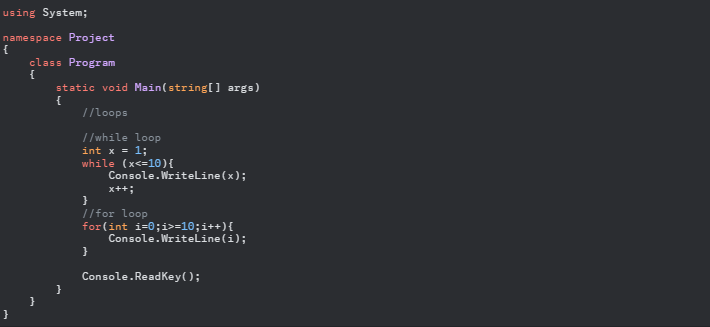 using System;
namespace Project
{
class Program
{
static void Main(string[] args)
{
//loops
//while loop
int x = 1;
while (x<=10){
Console.WriteLine(x);
x++;
}
//for loop
for(int i=0;i>=10;i++){
Console.WriteLine(i);
}
Console.ReadKey();
}
}
}